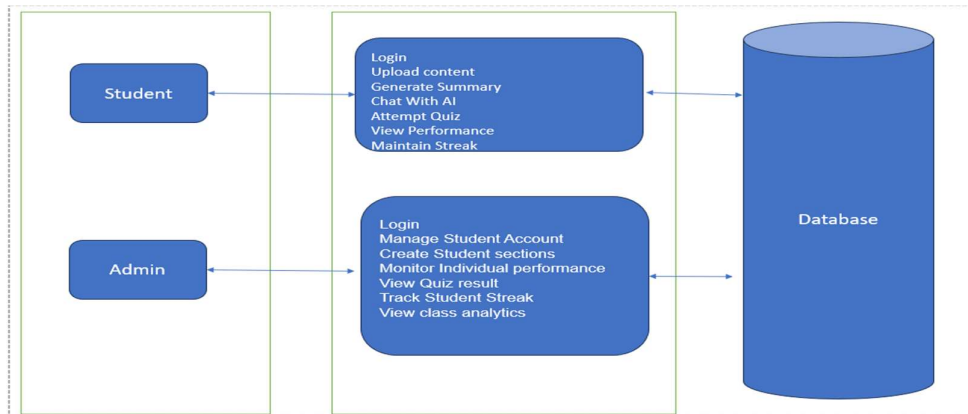 Student
Login
Upload content
Generate Summary
Chat With AI
Attempt Quiz
View Performance
Maintain Streak
Admin
Login
Manage Student Account
Create Student sections
Monitor Individual performance
View Quiz result
Track Student Streak
View class analytics
Database